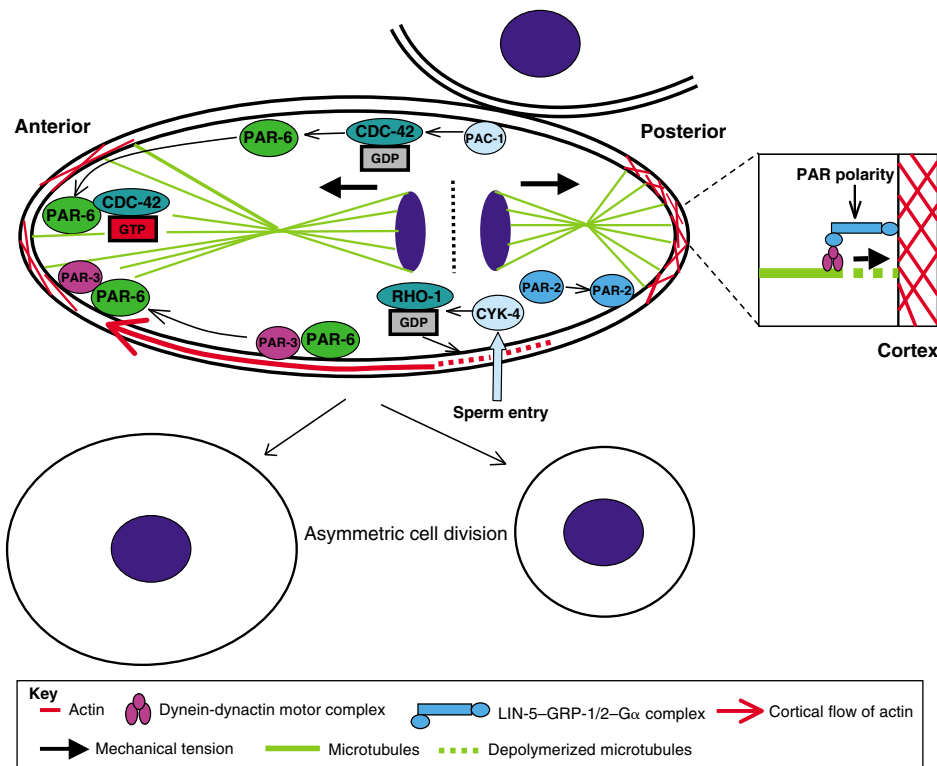 Anterior
Posterior
PAR-6
CDC-42
GDP
PAC-1
PAR-6
CDC-42
GTP
PAR-3
PAR-6
PAR-3
PAR-6
RHO-1
GDP
CYK-4
PAR-2
PAR-2
Sperm entry
PAR polarity
Cortex
Asymmetric cell division
Key
Actin
Dynein-dynactin motor complex
LIN-5–GRP-1/2–Gα complex
Cortical flow of actin
Mechanical tension
Microtubules
Depolymerized microtubules